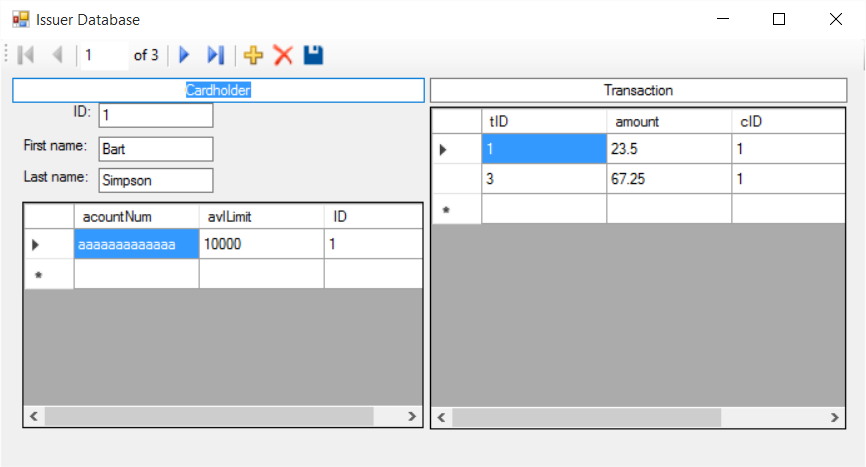 Issuer Database
1 of 3
Cardholder
ID: 1
First name: Bart
Last name: Simpson
acountNum avlLimit ID
aaaaaaaaaaaaa 10000 1
*
Transaction
tID amount cID
1 23.5 1
3 67.25 1
*